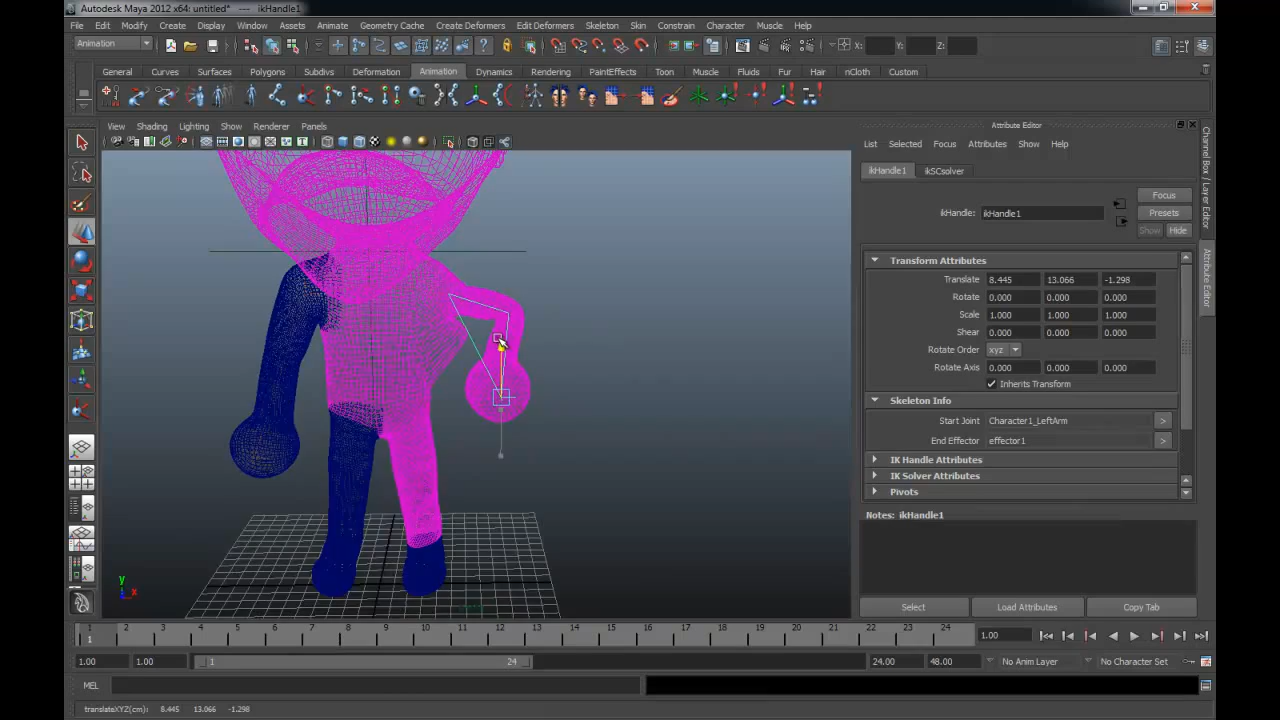 Autodesk Maya 2012 x64: untitled* --- ikHandle1
File Edit Modify Create Display Window Assets Animate Geometry Cache Create Deformers Edit Deformers Skeleton Skin Constrain Character Muscle Help
Animation X: Y: Z:
General Curves Surfaces Polygons Subdivs Deformation Animation Dynamics Rendering PaintEffects Toon Muscle Fluids Fur Hair nCloth Custom
View Shading Lighting Show Renderer Panels
Attribute Editor
List Selected Focus Attributes Show Help
ikHandle1 ikSCsolver
Focus
ikHandle: ikHandle1 Presets
Show Hide
Transform Attributes
Translate 8.445 13.066 -1.298
Rotate 0.000 0.000 0.000
Scale 1.000 1.000 1.000
Shear 0.000 0.000 0.000
Rotate Order xyz
Rotate Axis 0.000 0.000 0.000
Inherits Transform
Skeleton Info
Start Joint Character1_LeftArm >
End Effector effector1 >
IK Handle Attributes
IK Solver Attributes
Pivots
Notes: ikHandle1
Select Load Attributes Copy Tab
Channel Box / Layer Editor
Attribute Editor
y
x
1 2 3 4 5 6 7 8 9 10 11 12 13 14 15 16 17 18 19 20 21 22 23 24 1.00
1
1.00 1.00 1 24 24.00 48.00 No Anim Layer No Character Set
MEL
translateXYZ(cm): 8.445 13.066 -1.298